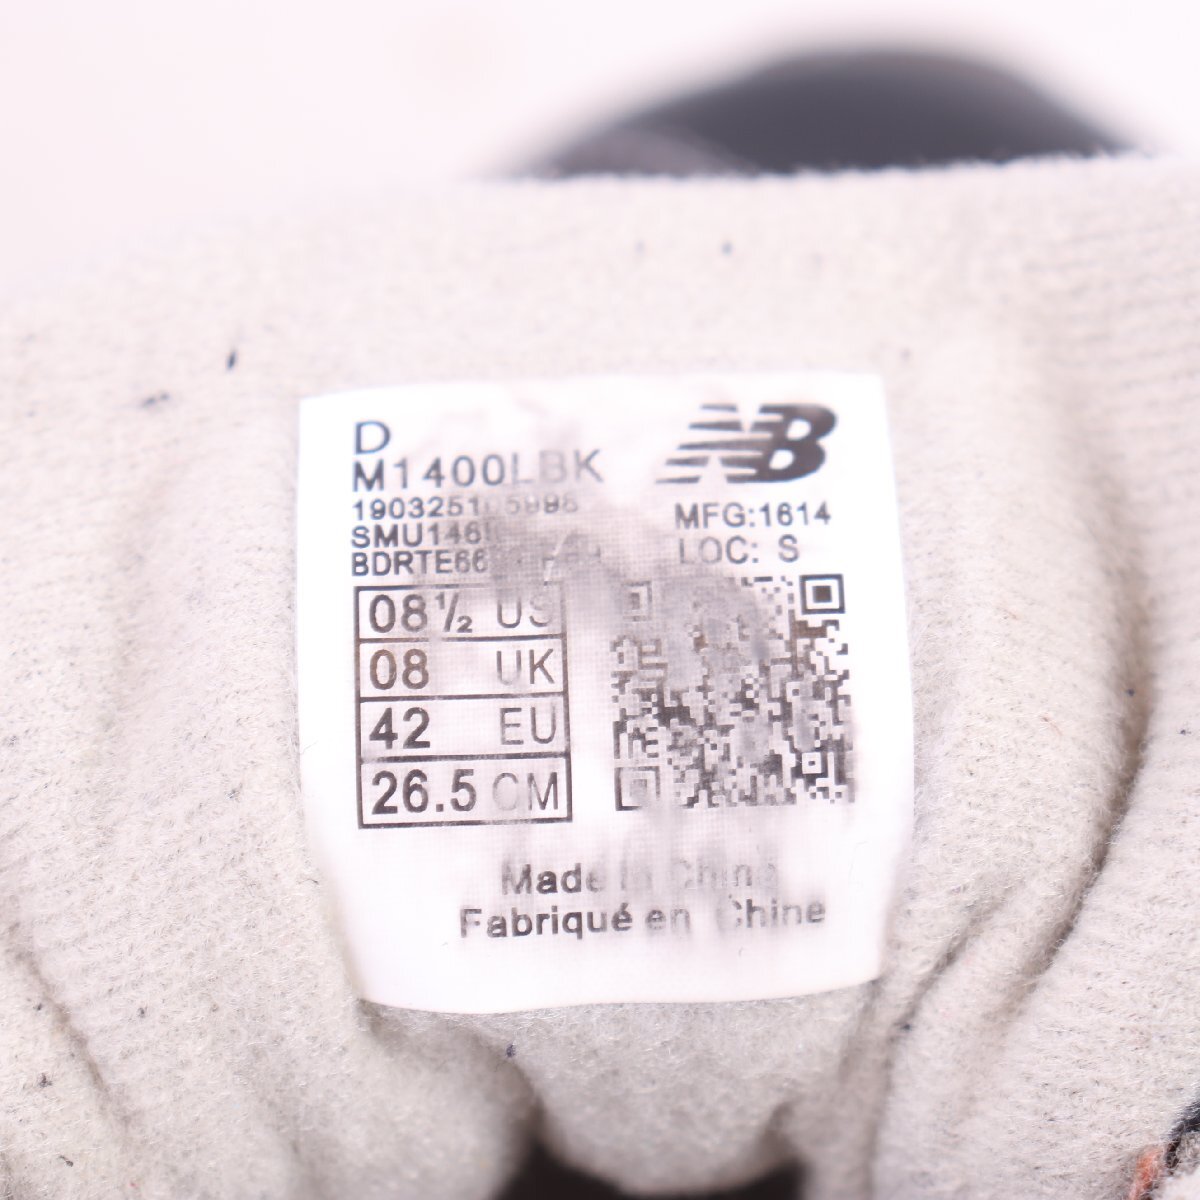 D
NB
M1400LBK
MFG:1614
LOC: S
08½ US
08 UK
42 EU
26.5 CM
Made in China
Fabriqué en Chine